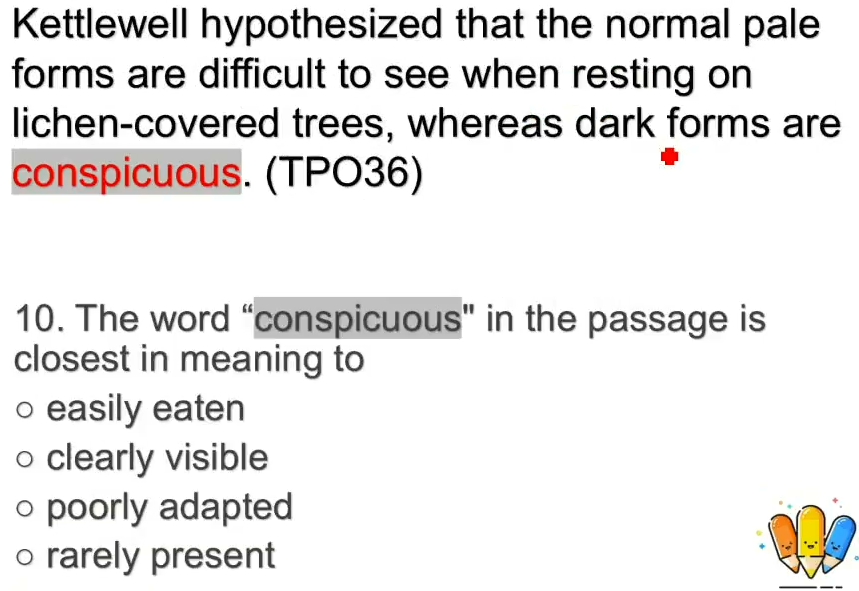 Kettlewell hypothesized that the normal pale
forms are difficult to see when resting on
lichen-covered trees, whereas dark forms are
conspicuous. (TPO36)
10. The word “conspicuous" in the passage is
closest in meaning to
○ easily eaten
○ clearly visible
○ poorly adapted
○ rarely present